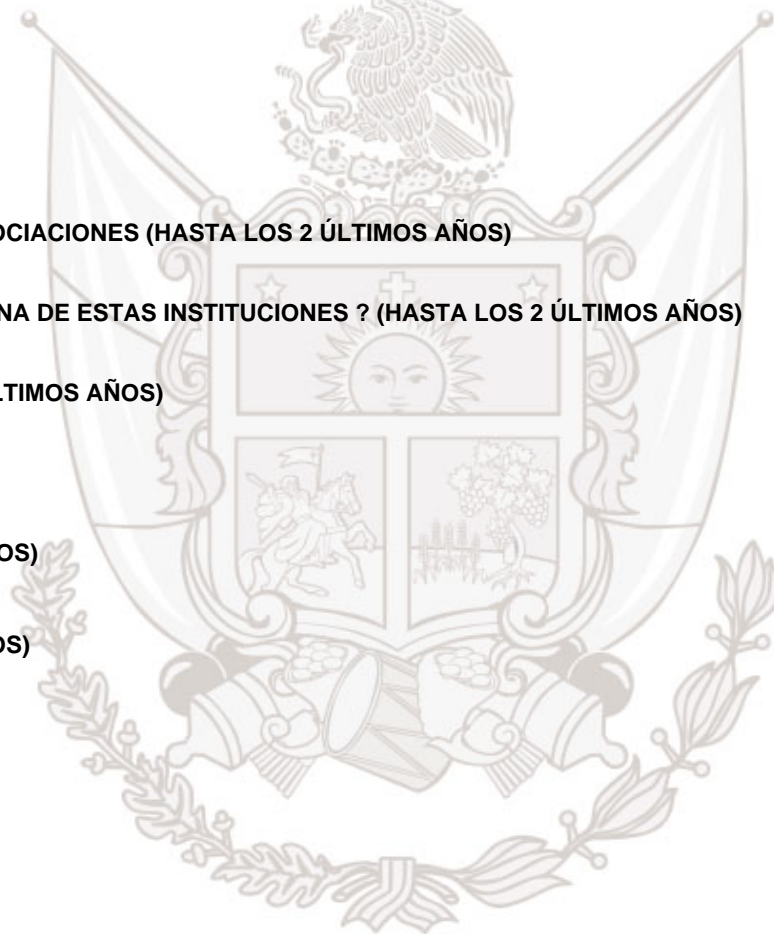 OCIACIONES (HASTA LOS 2 ÚLTIMOS AÑOS)
NA DE ESTAS INSTITUCIONES ? (HASTA LOS 2 ÚLTIMOS AÑOS)
LTIMOS AÑOS)
OS)
OS)